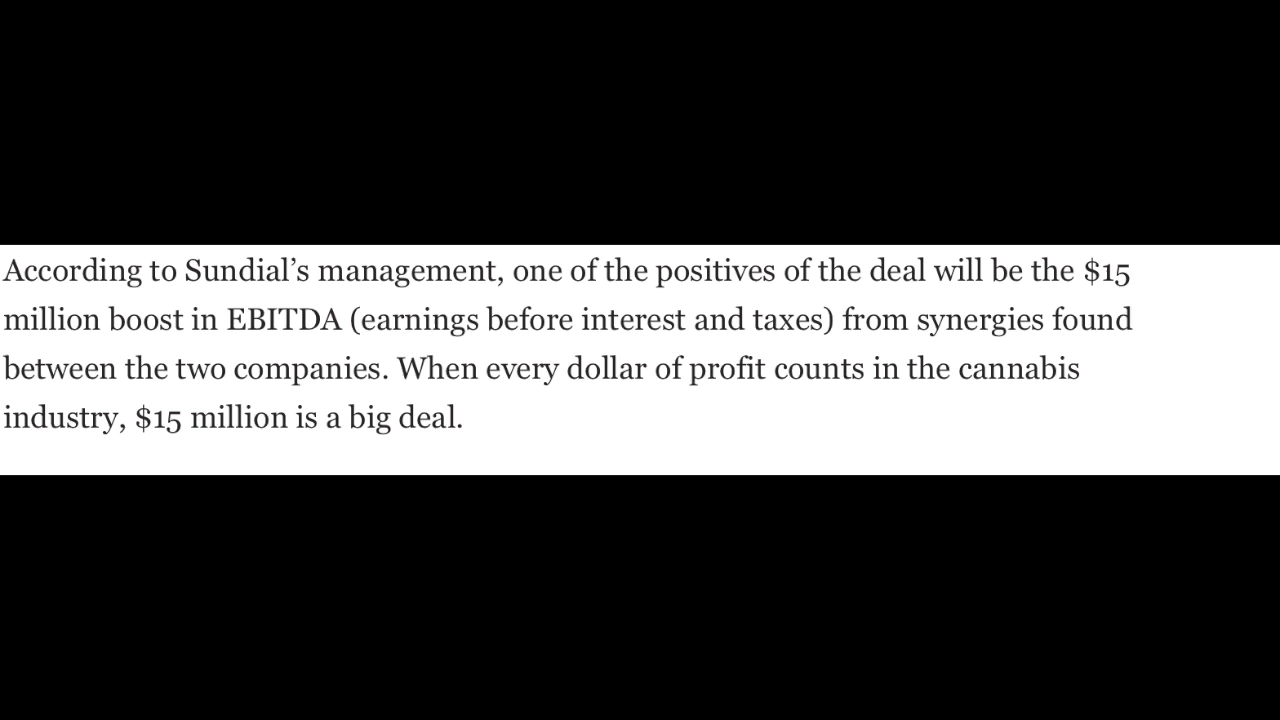 According to Sundial’s management, one of the positives of the deal will be the $15
million boost in EBITDA (earnings before interest and taxes) from synergies found
between the two companies. When every dollar of profit counts in the cannabis
industry, $15 million is a big deal.